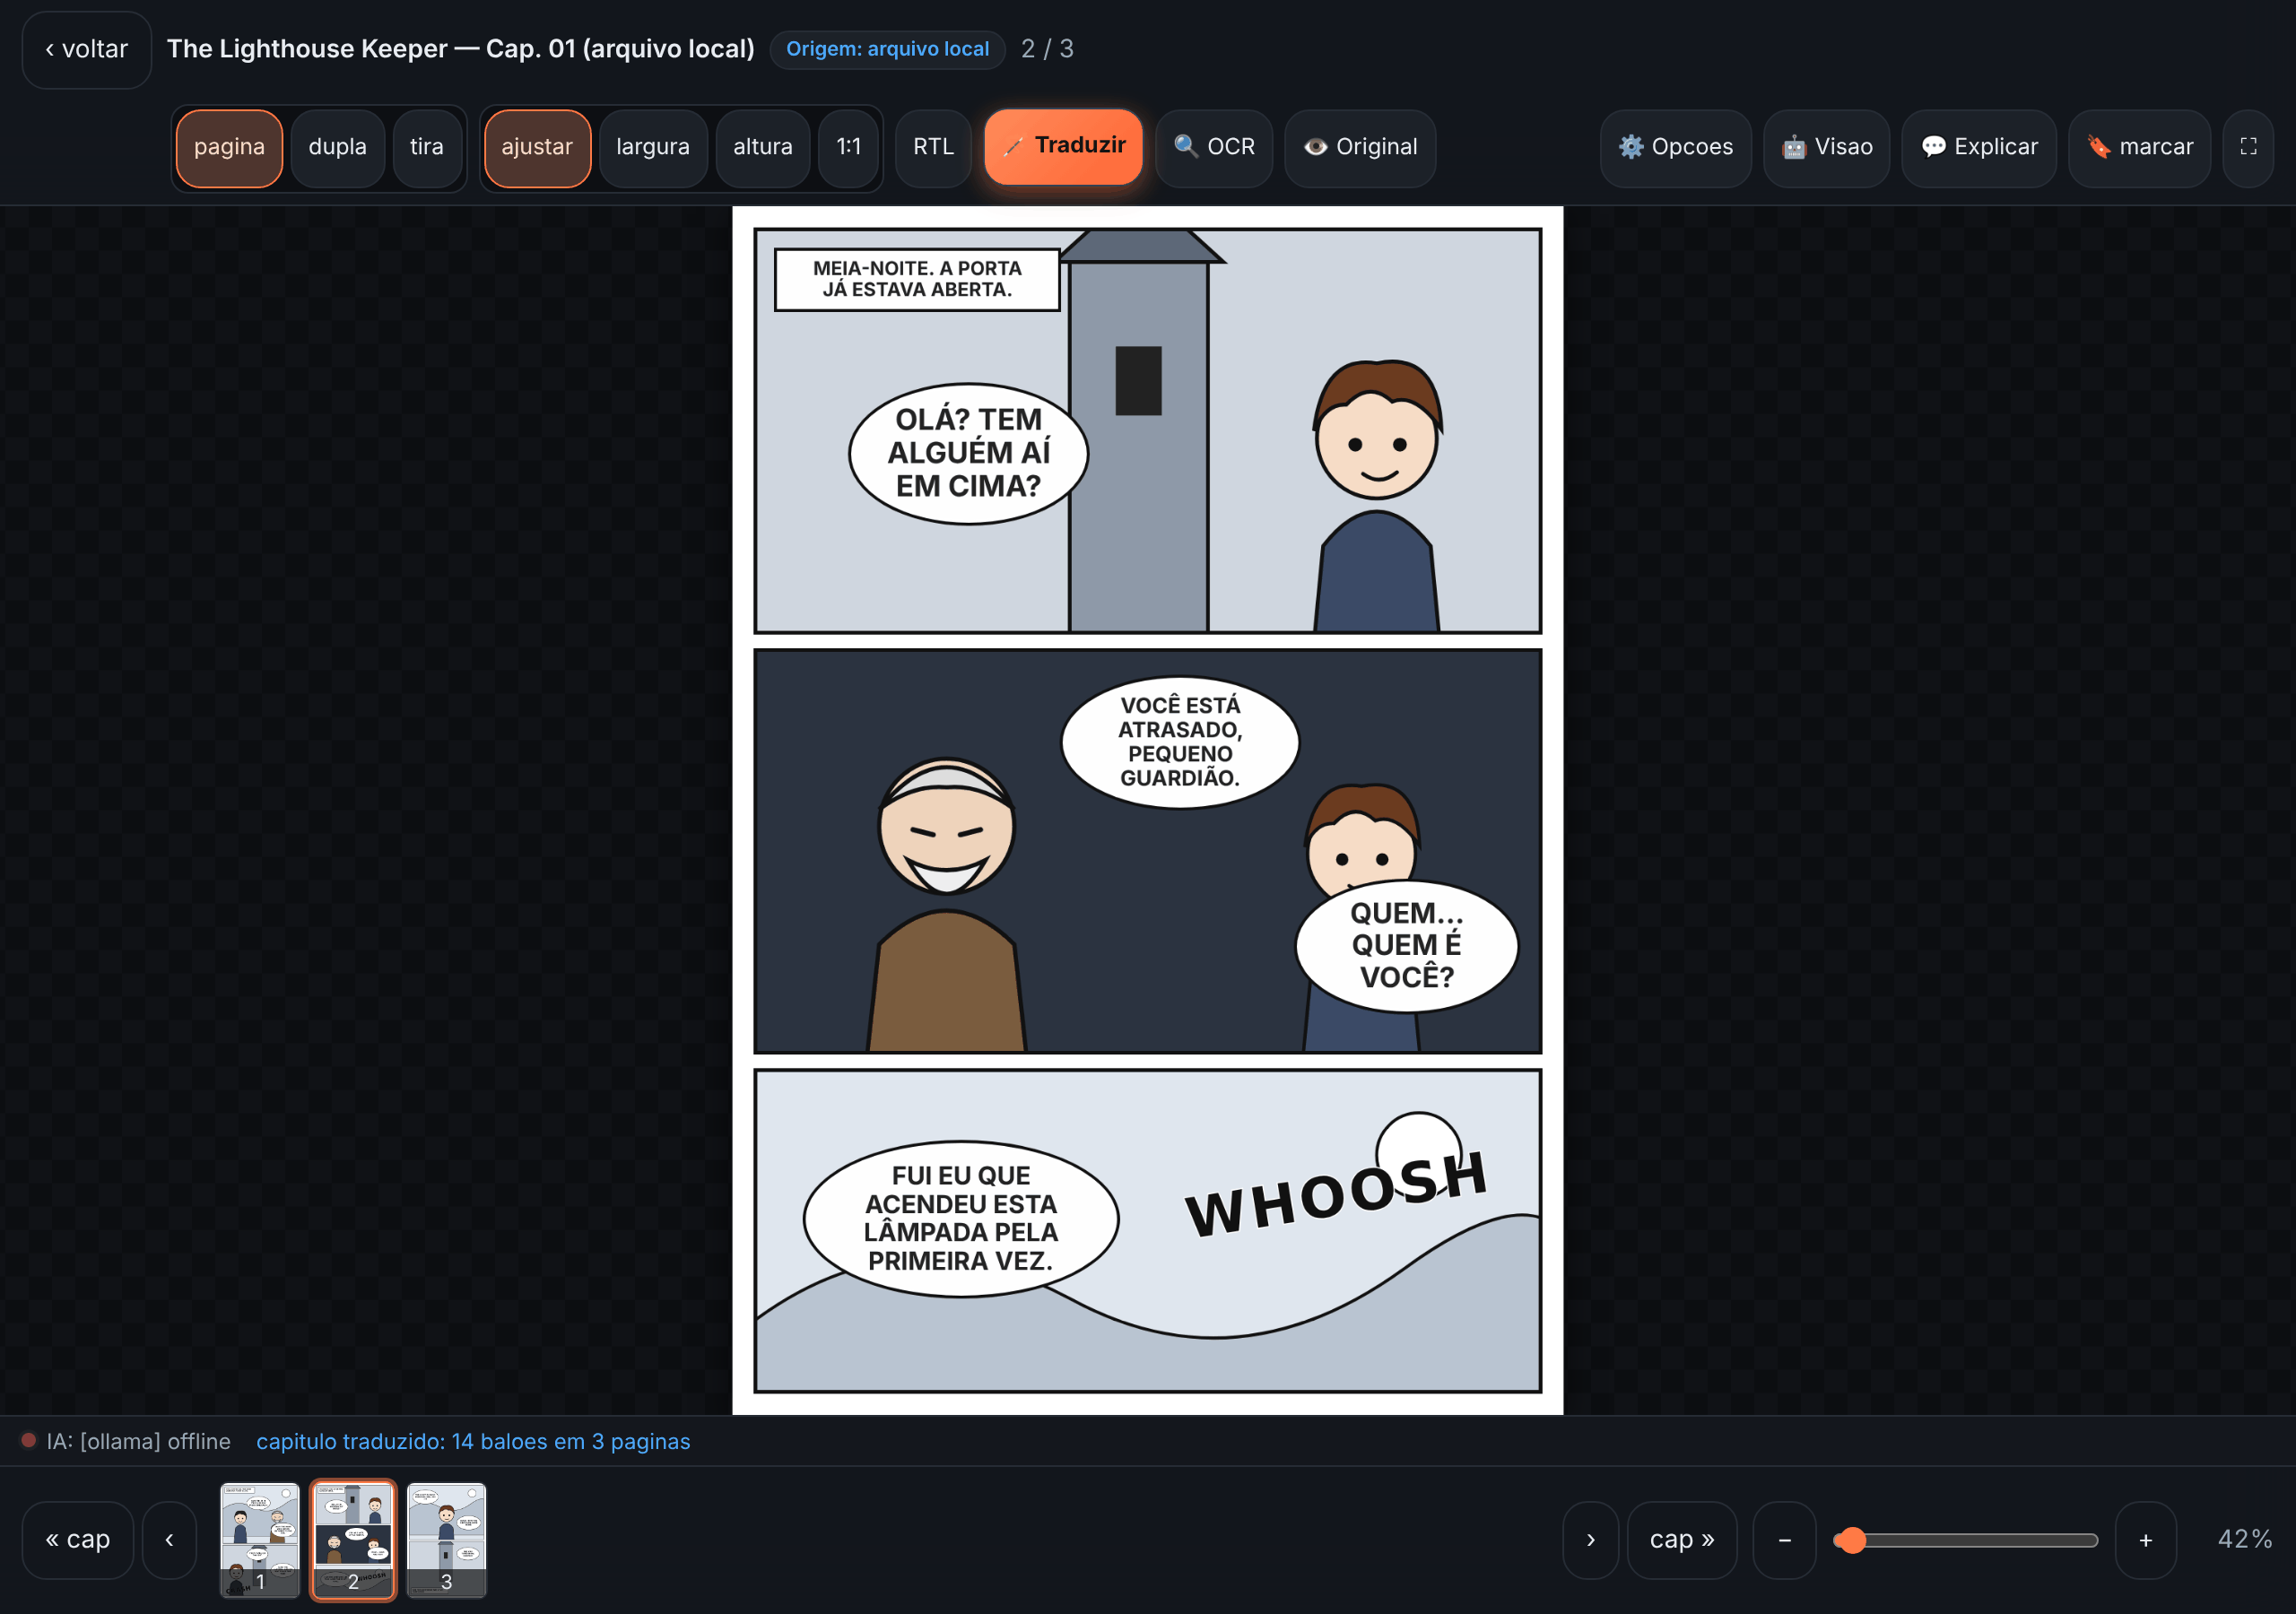 ‹ voltar
The Lighthouse Keeper — Cap. 01 (arquivo local)
Origem: arquivo local
2 / 3
pagina
dupla
tira
ajustar
largura
altura
1:1
RTL
Traduzir
OCR
Original
Opcoes
Visao
Explicar
marcar
MEIA-NOITE. A PORTA
JÁ ESTAVA ABERTA.
OLÁ? TEM
ALGUÉM AÍ
EM CIMA?
VOCÊ ESTÁ
ATRASADO,
PEQUENO
GUARDIÃO.
QUEM...
QUEM É
VOCÊ?
FUI EU QUE
ACENDEU ESTA
LÂMPADA PELA
PRIMEIRA VEZ.
WHOOSH
IA: [ollama] offline
capitulo traduzido: 14 baloes em 3 paginas
« cap
‹
1
2
3
›
cap »
−
+
42%